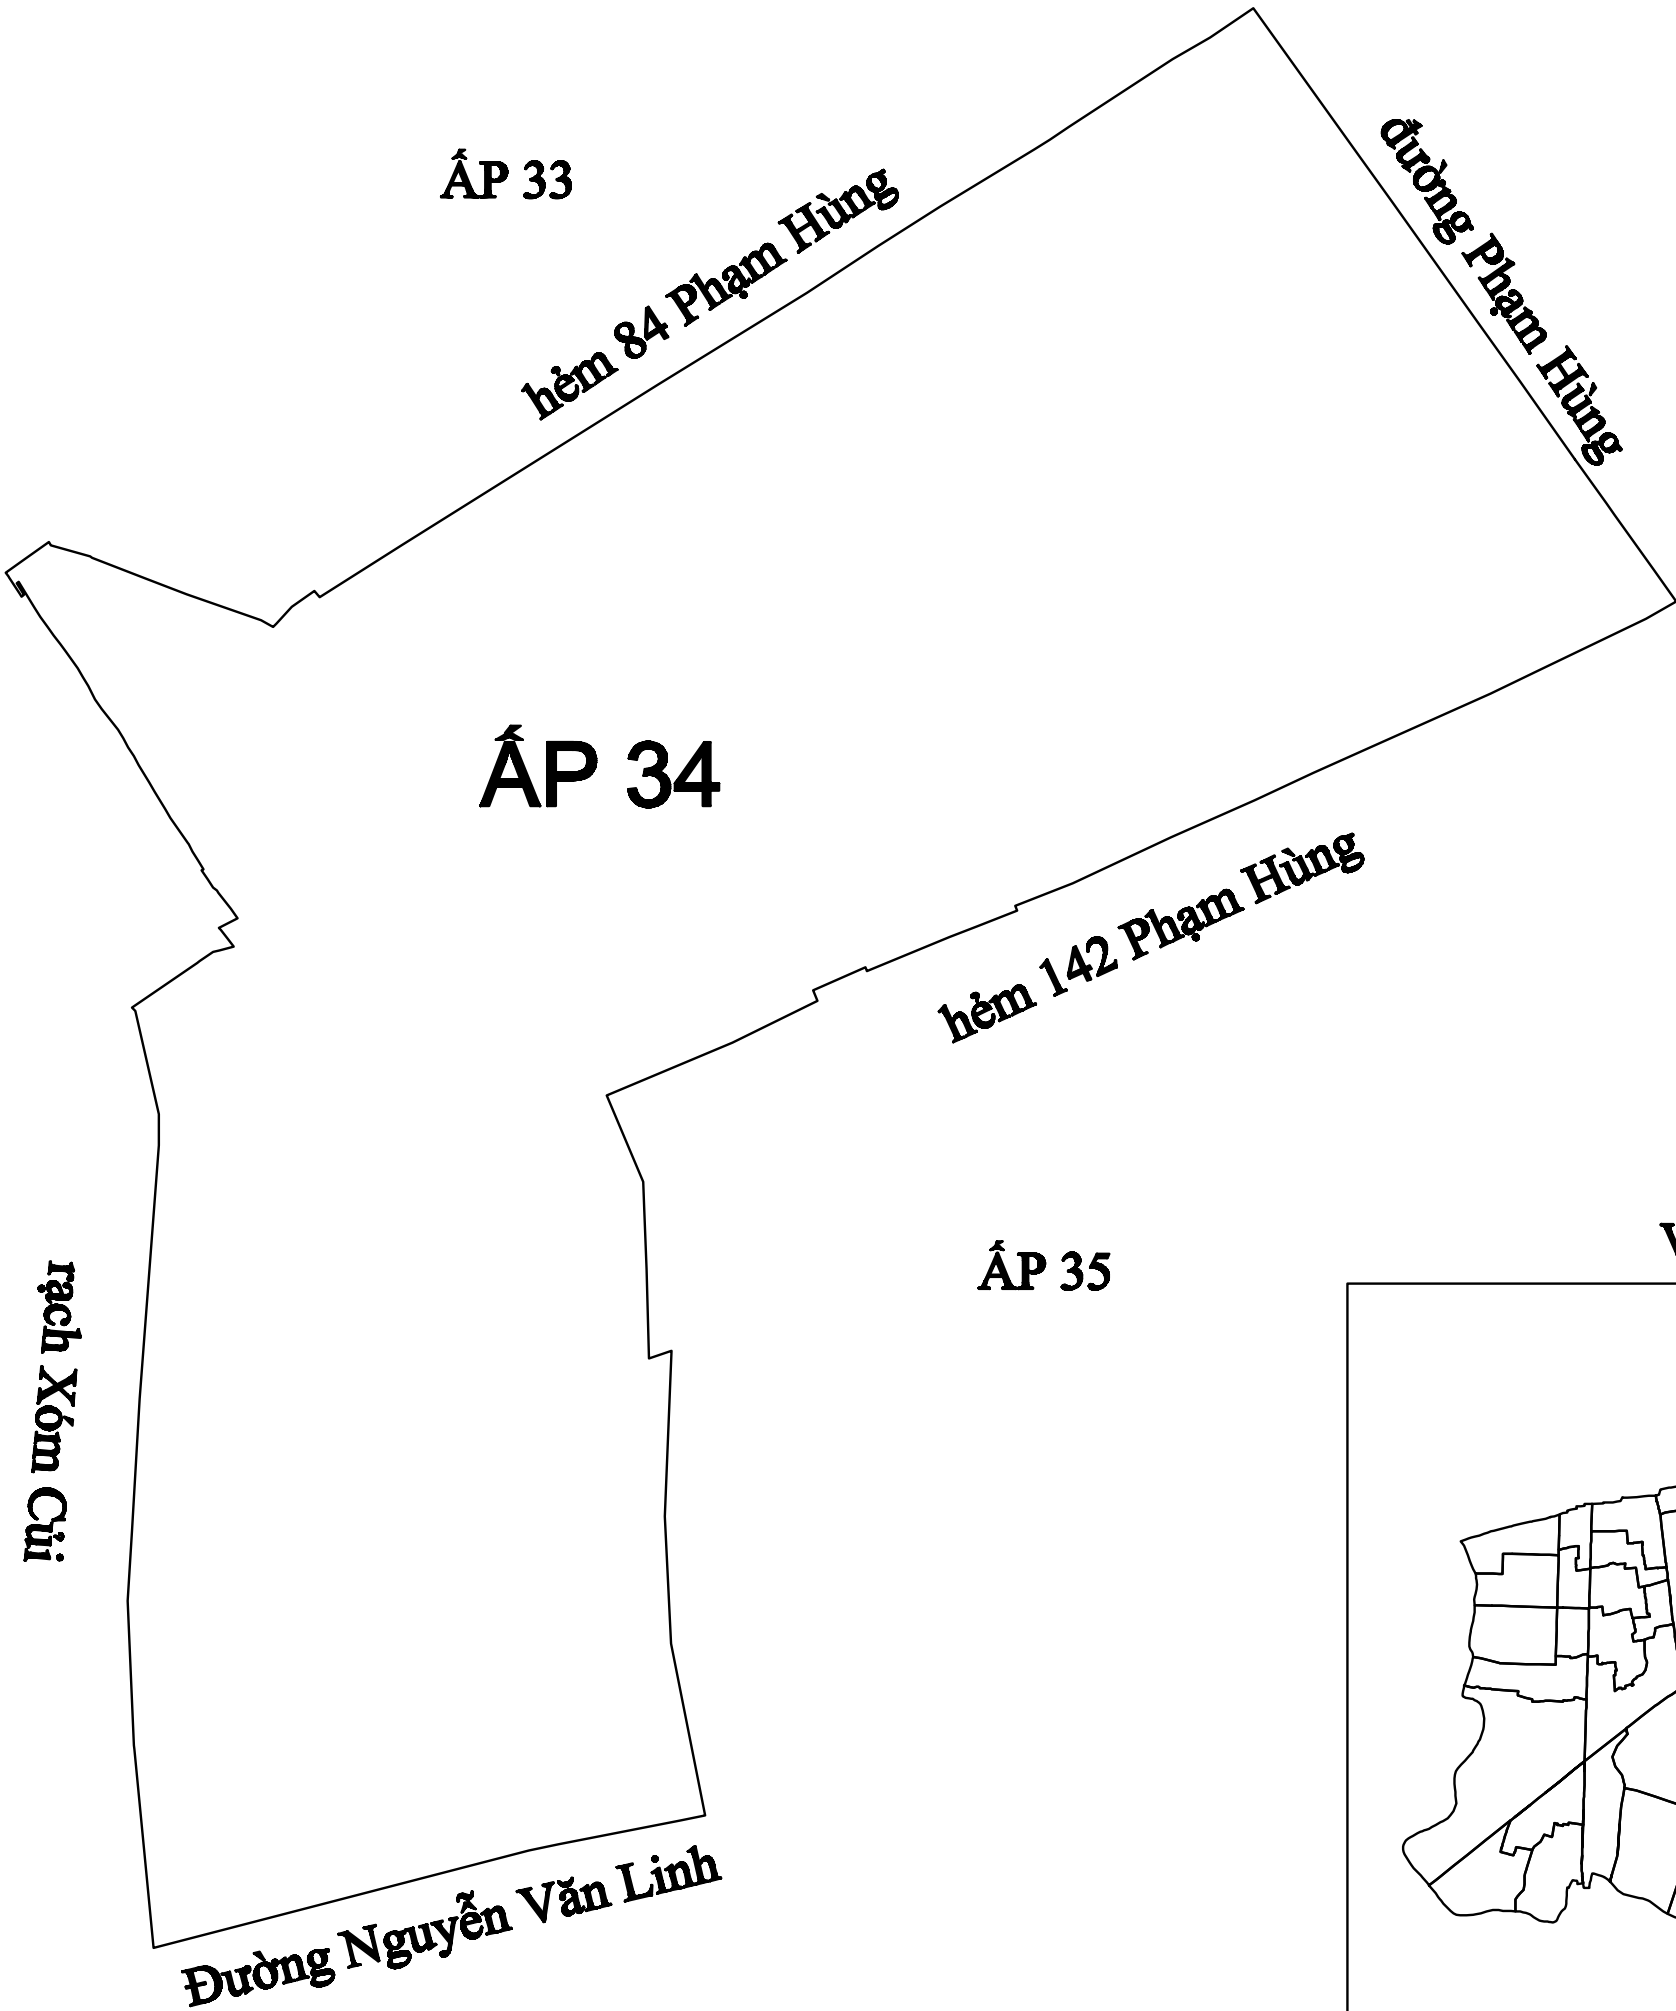 ẤP 33
hẻm 84 Phạm Hùng
đường Phạm Hùng
ẤP 34
hẻm 142 Phạm Hùng
ẤP 35
rạch Xóm Củi
Đường Nguyễn Văn Linh